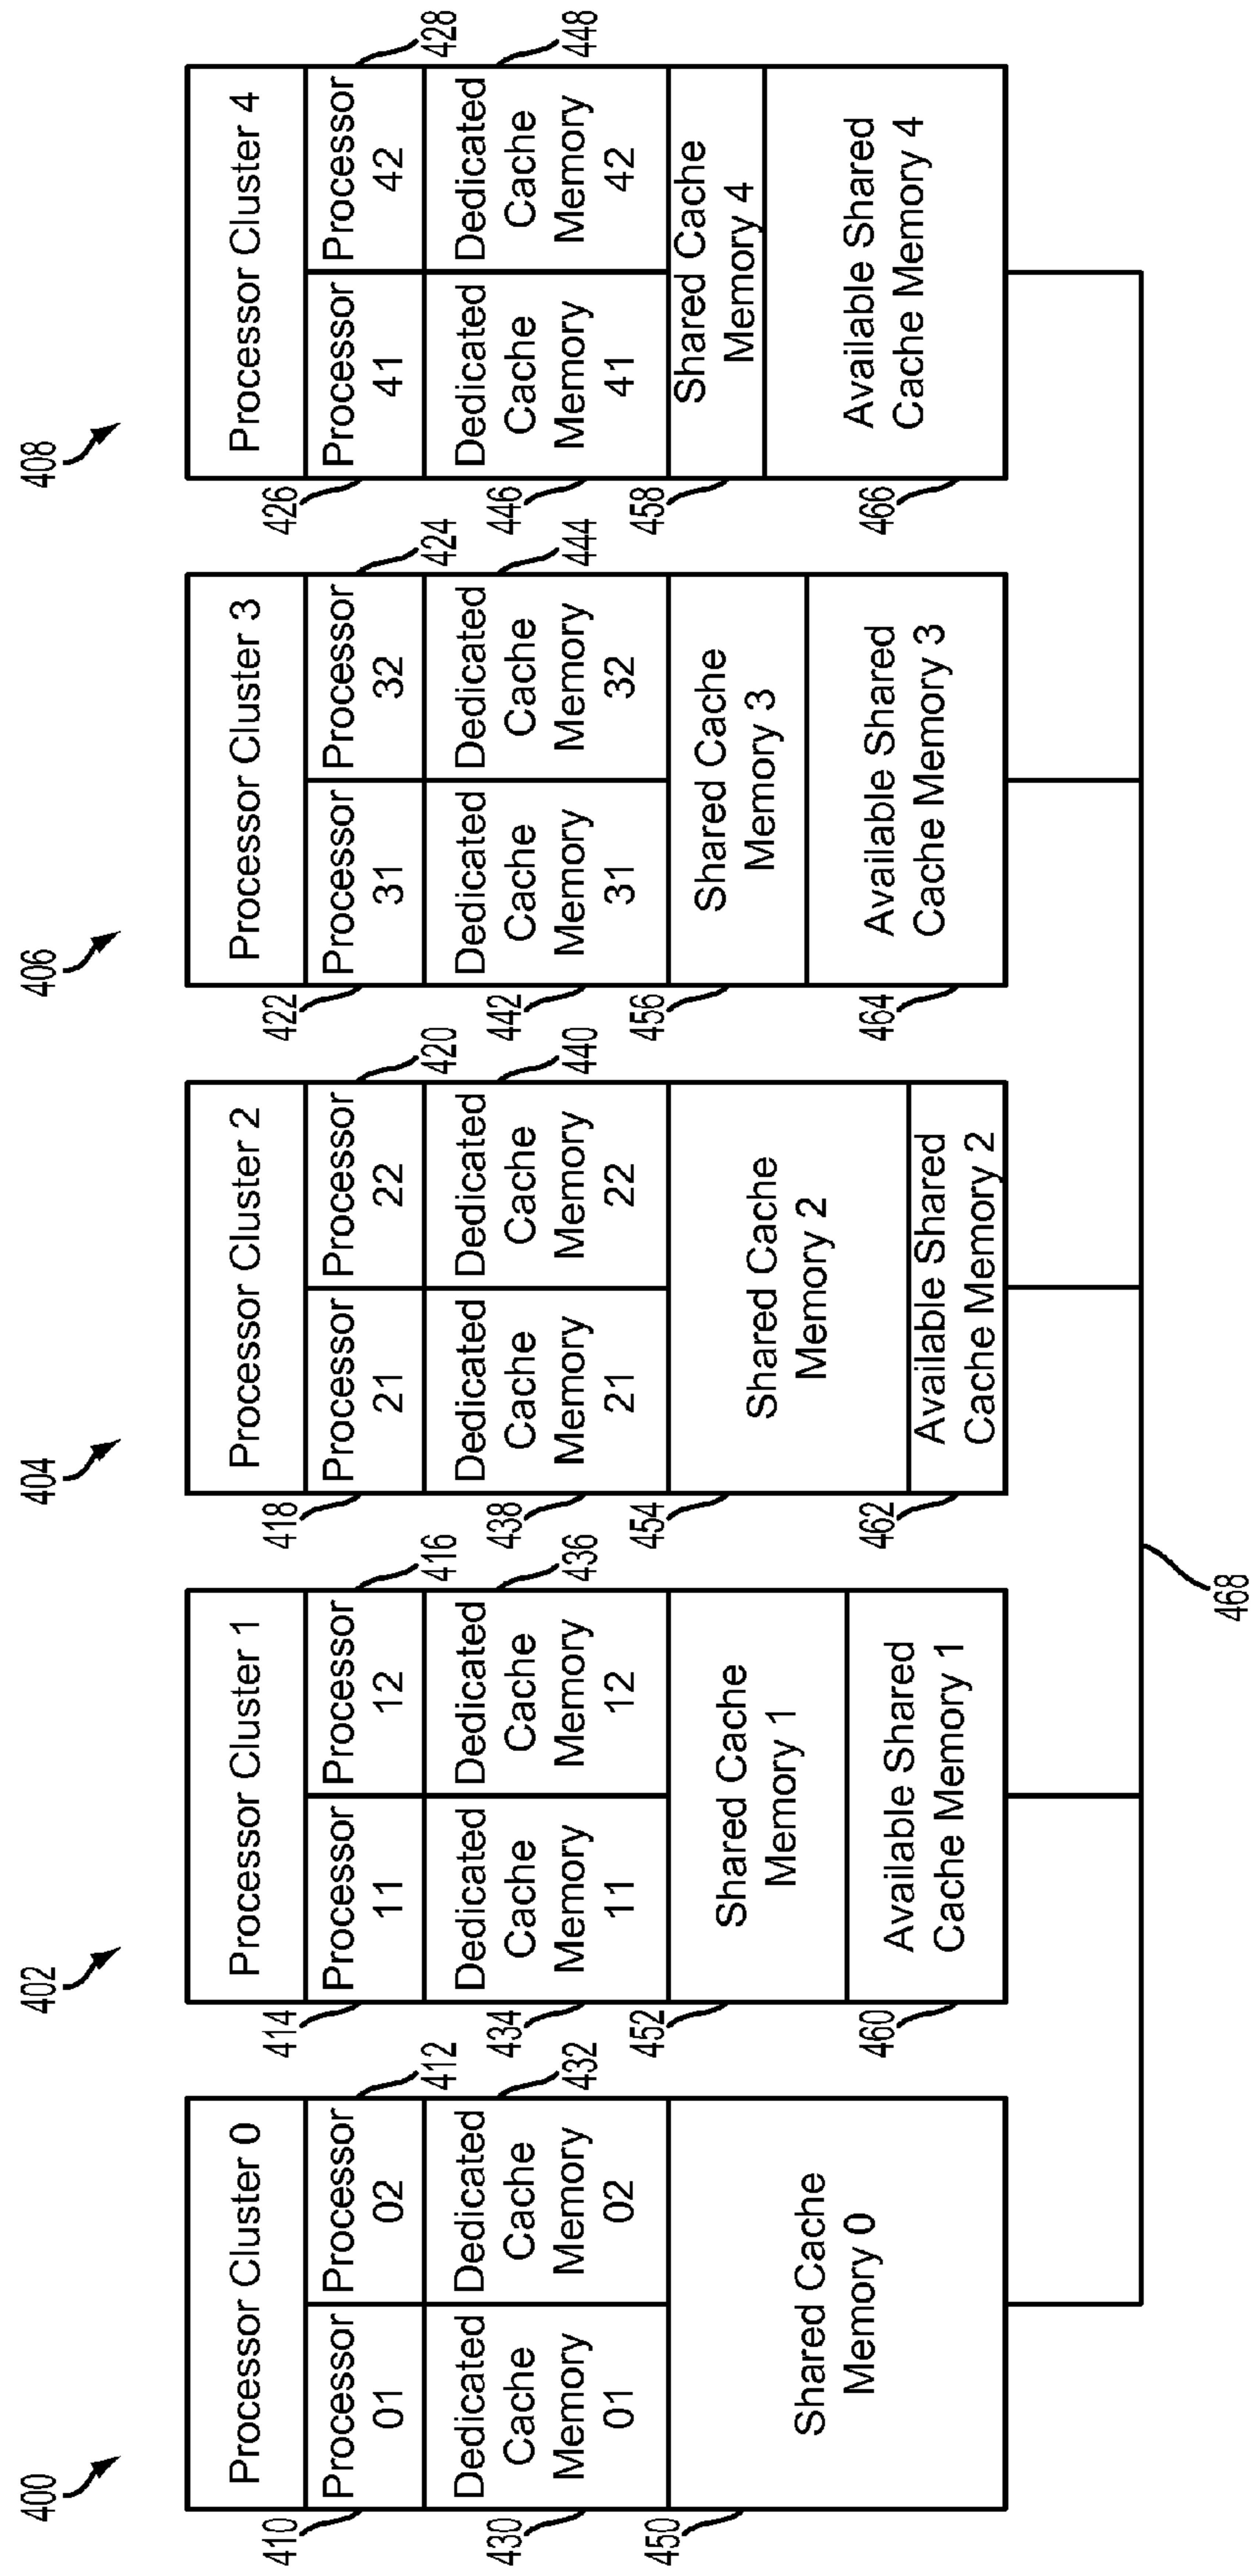 400
Processor Cluster 0
410
Processor
01
Processor
02
412
430
Dedicated
Cache
Memory
01
Dedicated
Cache
Memory
02
432
450
Shared Cache
Memory 0
402
Processor Cluster 1
414
Processor
11
Processor
12
416
434
Dedicated
Cache
Memory
11
Dedicated
Cache
Memory
12
436
452
Shared Cache
Memory 1
460
Available Shared
Cache Memory 1
404
Processor Cluster 2
418
Processor
21
Processor
22
420
438
Dedicated
Cache
Memory
21
Dedicated
Cache
Memory
22
440
454
Shared Cache
Memory 2
462
Available Shared
Cache Memory 2
406
Processor Cluster 3
422
Processor
31
Processor
32
424
442
Dedicated
Cache
Memory
31
Dedicated
Cache
Memory
32
444
456
Shared Cache
Memory 3
464
Available Shared
Cache Memory 3
408
Processor Cluster 4
426
Processor
41
Processor
42
428
446
Dedicated
Cache
Memory
41
Dedicated
Cache
Memory
42
448
458
Shared Cache
Memory 4
466
Available Shared
Cache Memory 4
468